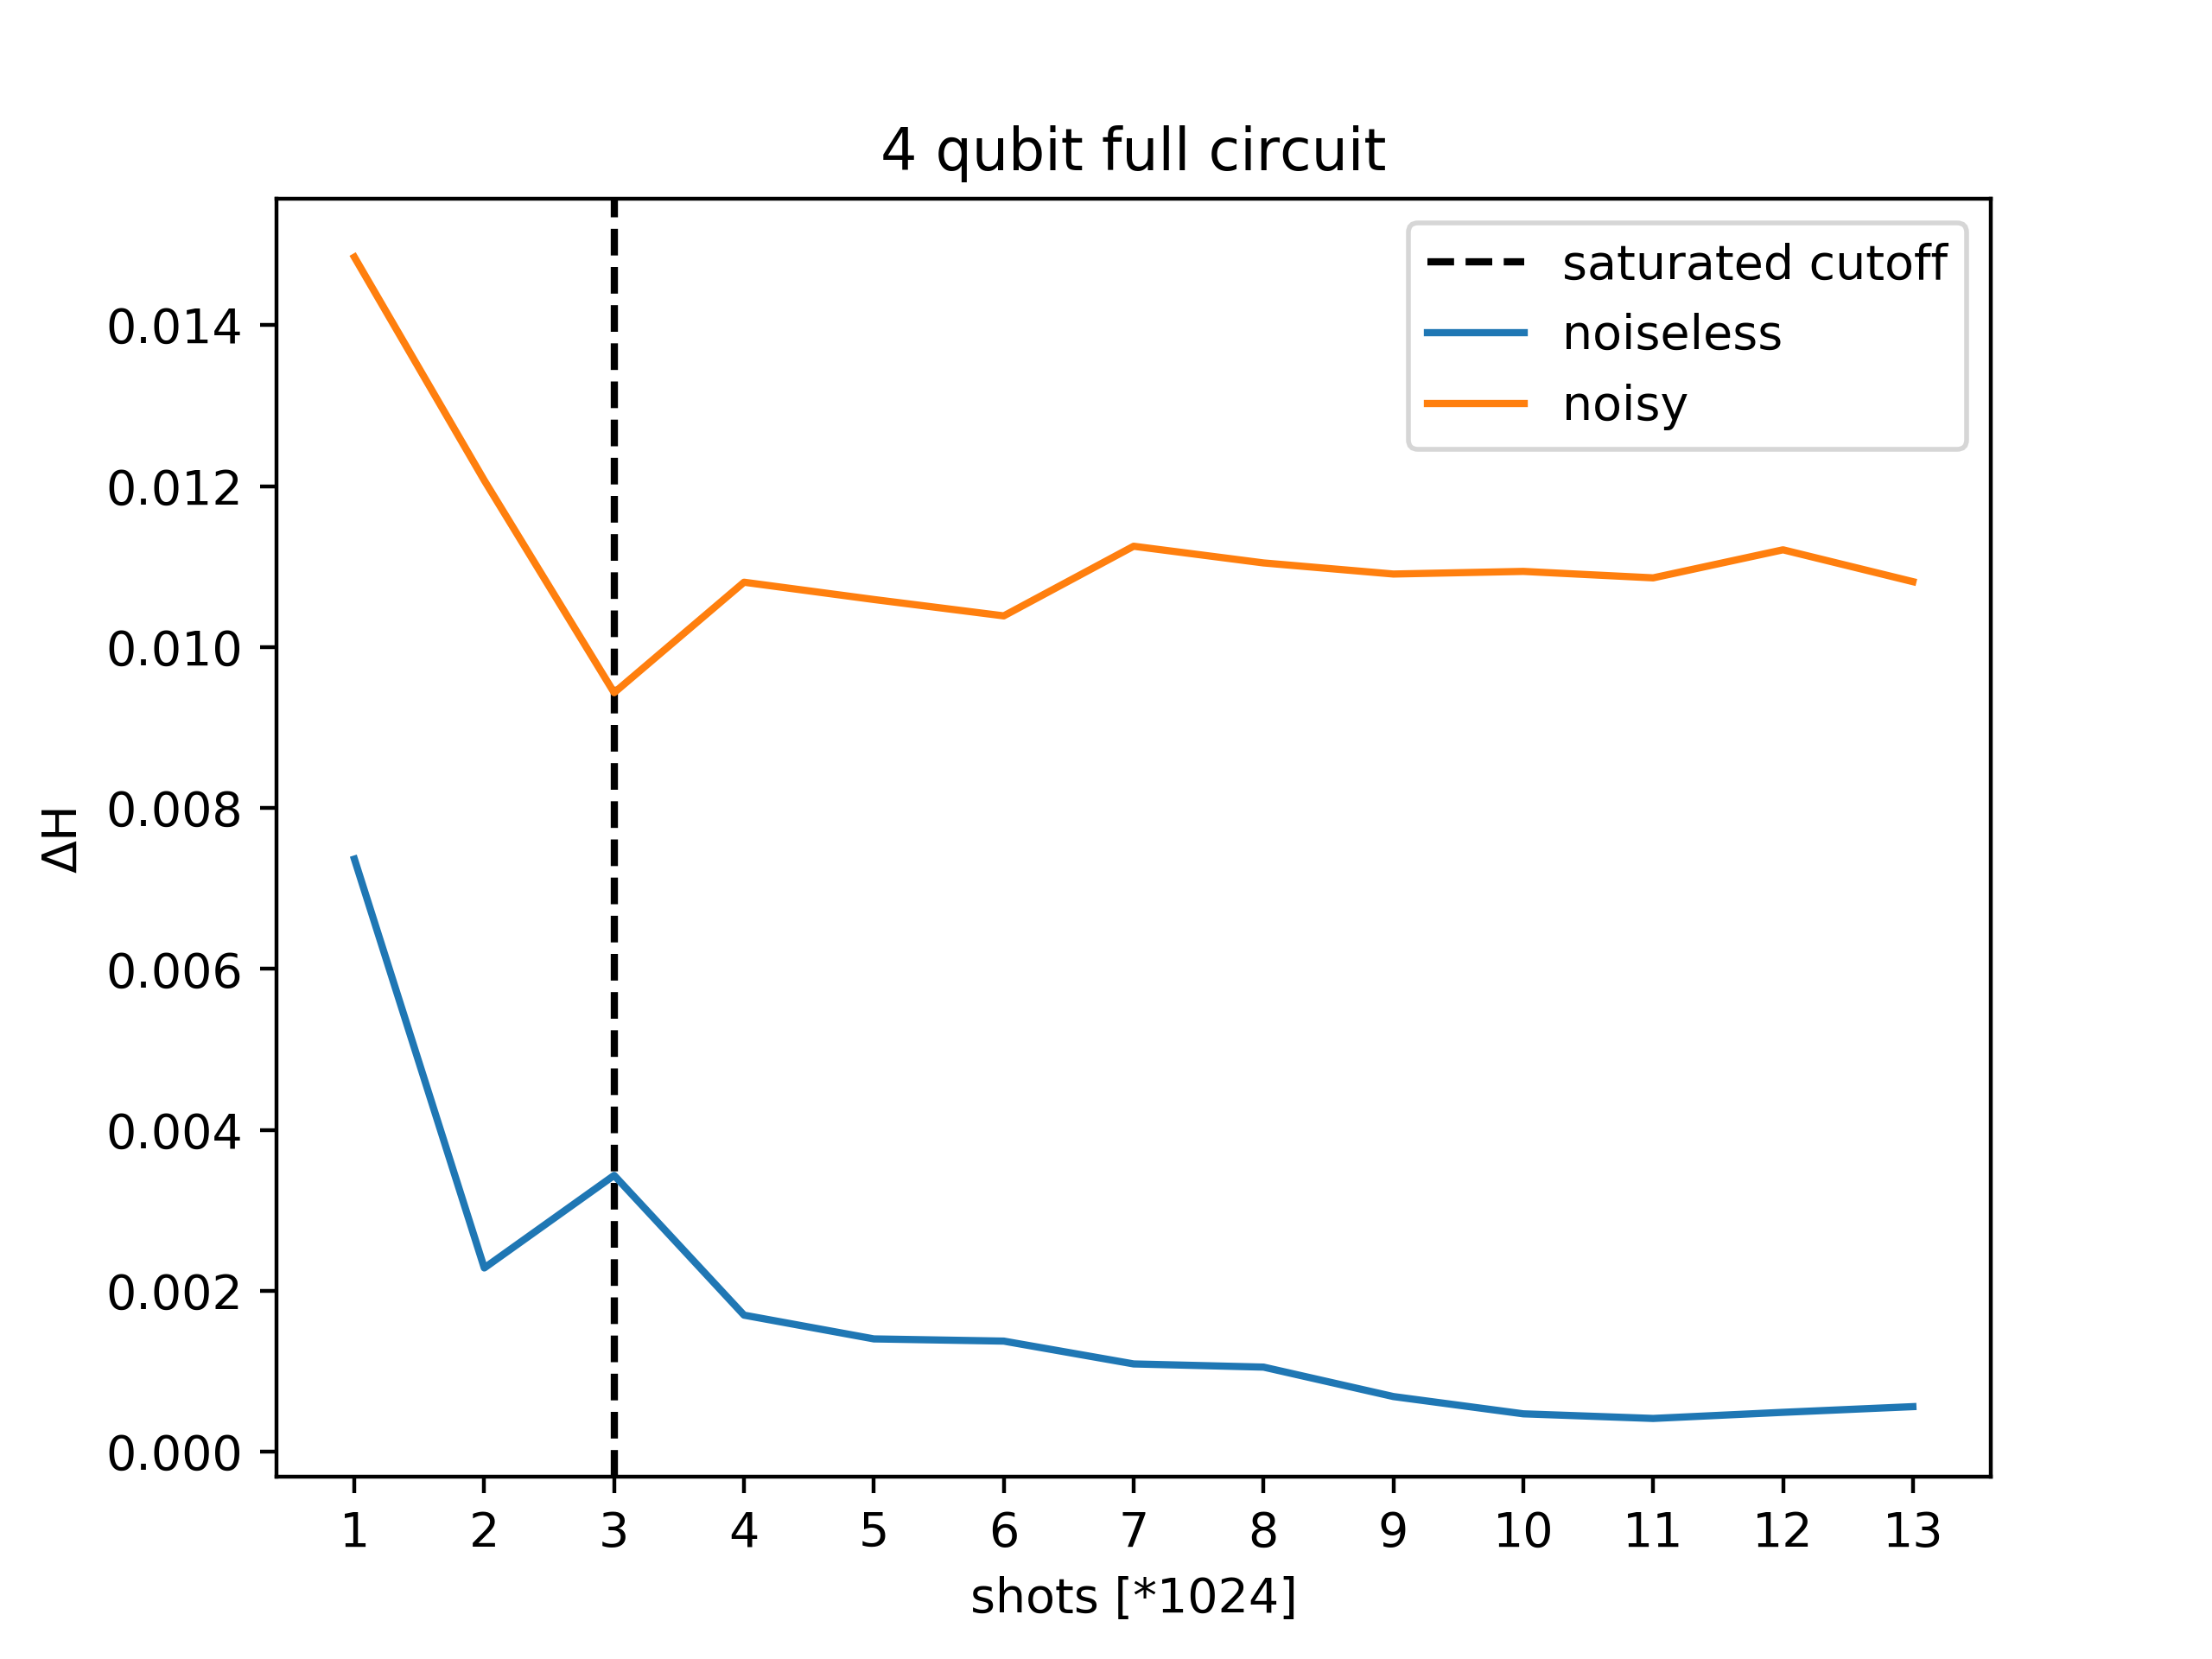 4 qubit full circuit
saturated cutoff
noiseless
noisy
0.014
0.012
0.010
0.008
0.006
0.004
0.002
0.000
ΔH
1 2 3 4 5 6 7 8 9 10 11 12 13
shots [*1024]